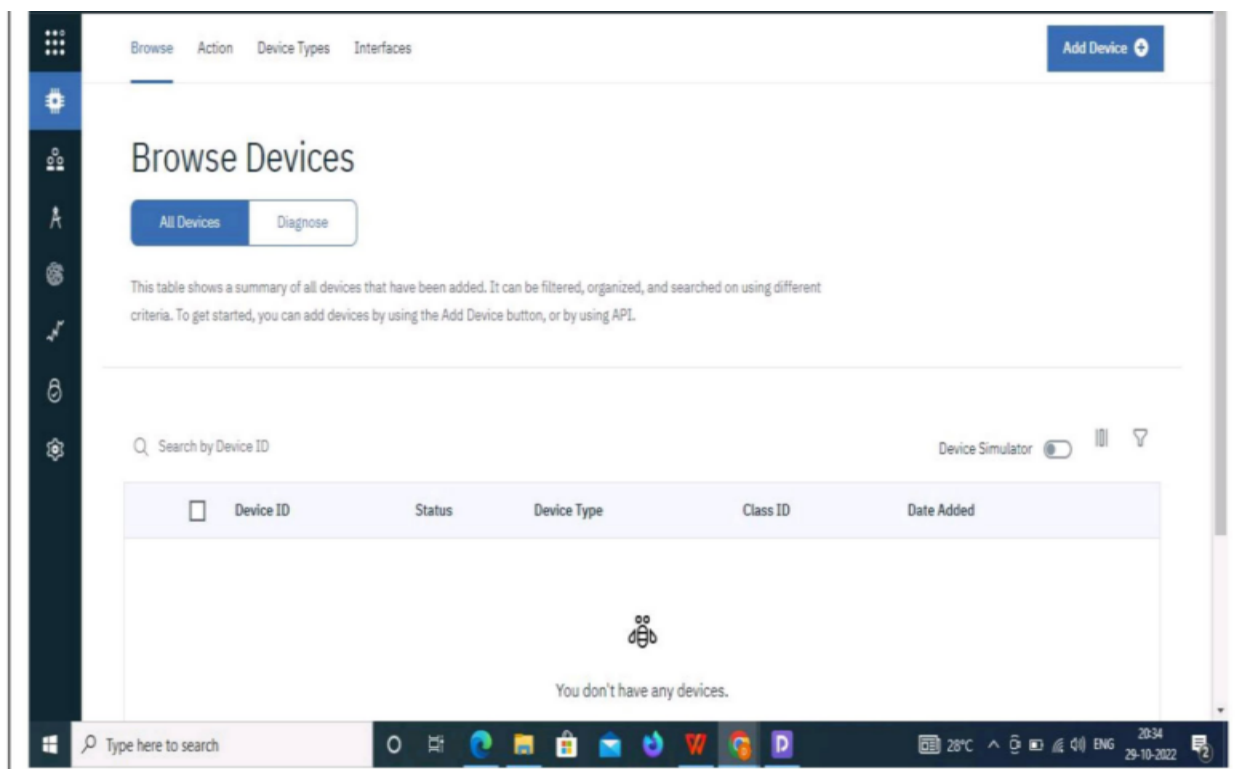 Browse Action Device Types Interfaces Add Device
Browse Devices
All Devices Diagnose
This table shows a summary of all devices that have been added. It can be filtered, organized, and searched on using different
criteria. To get started, you can add devices by using the Add Device button, or by using API.
Search by Device ID Device Simulator
Device ID Status Device Type Class ID Date Added
You don't have any devices.
Type here to search 28°C ENG 20:34
29-10-2022 2